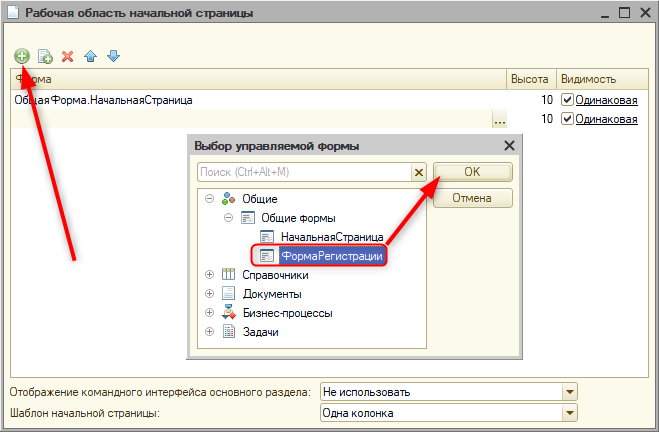 Рабочая область начальной страницы
Форма Высота Видимость
ОбщаяФорма.НачальнаяСтраница 10 Одинаковая
... 10 Одинаковая
Выбор управляемой формы
Поиск (Ctrl+Alt+M) OK
Общие Отмена
Общие формы
НачальнаяСтраница
ФормаРегистрации
Справочники
Документы
Бизнес-процессы
Задачи
Отображение командного интерфейса основного раздела: Не использовать
Шаблон начальной страницы: Одна колонка